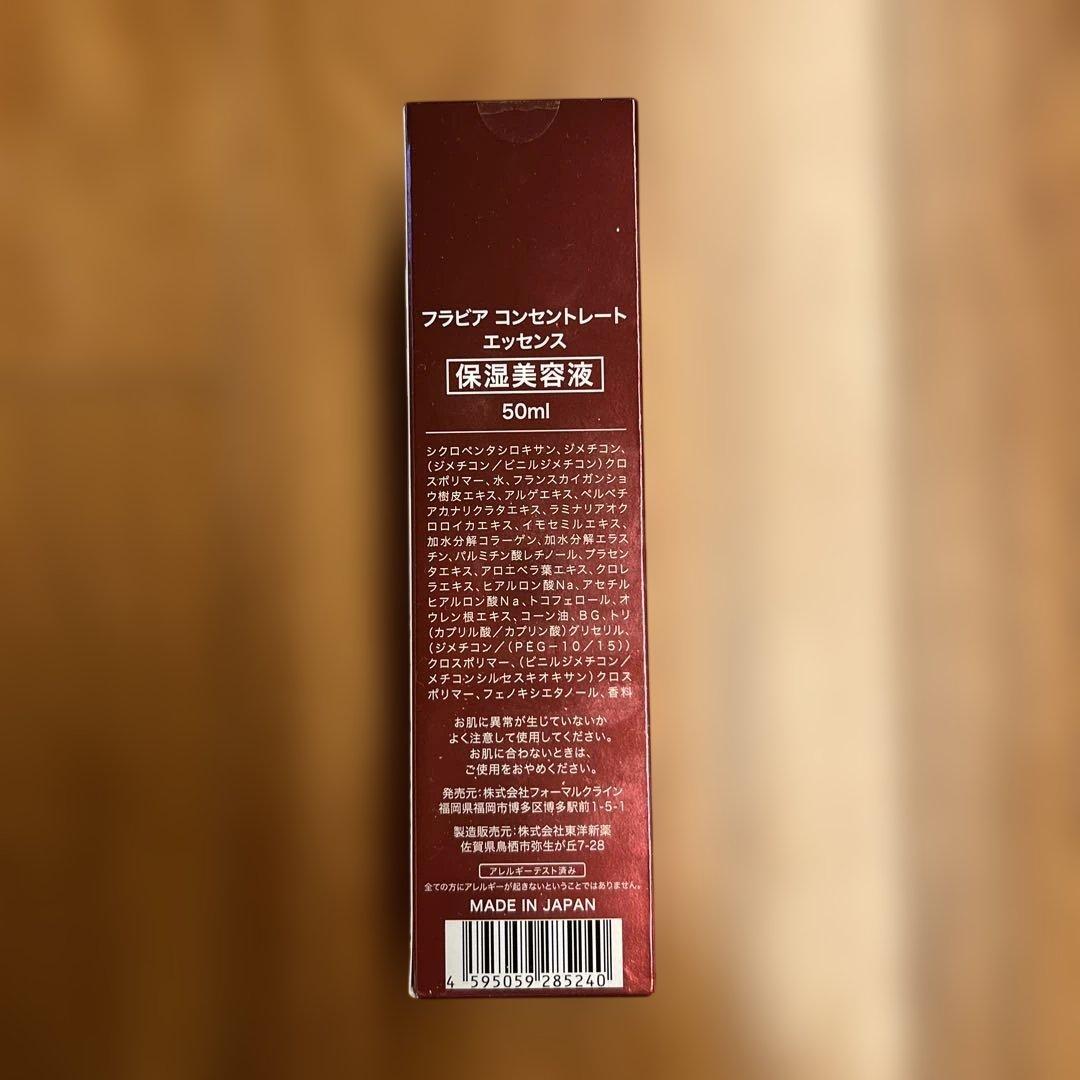 フラビア コンセントレート
エッセンス
保湿美容液
50ml
シクロペンタシロキサン、ジメチコン、
(ジメチコン/ビニルジメチコン)クロ
スポリマー、水、フランスカイガンショ
ウ樹皮エキス、アルゲエキス、ペルベチ
アカナリクラタエキス、ラミナリアオク
ロロイカエキス、イモセミルエキス、
加水分解コラーゲン、加水分解エラス
チン、パルミチン酸レチノール、プラセン
タエキス、アロエベラ葉エキス、クロレ
ラエキス、ヒアルロン酸Na、アセチル
ヒアルロン酸Na、トコフェロール、オ
ウレン根エキス、コーン油、BG、トリ
(カプリル酸/カプリン酸)グリセリル、
(ジメチコン/(PEG-10/15))
クロスポリマー、(ビニルジメチコン/
メチコンシルセスキオキサン)クロス
ポリマー、フェノキシエタノール、香料
お肌に異常が生じていないか
よく注意して使用してください。
お肌に合わないときは、
ご使用をおやめください。
発売元:株式会社フォーマルクライン
福岡県福岡市博多区博多駅前1-5-1
製造販売元:株式会社東洋新薬
佐賀県鳥栖市弥生が丘7-28
アレルギーテスト済み
全ての方にアレルギーが起きないということではありません。
MADE IN JAPAN
4 595059 285240